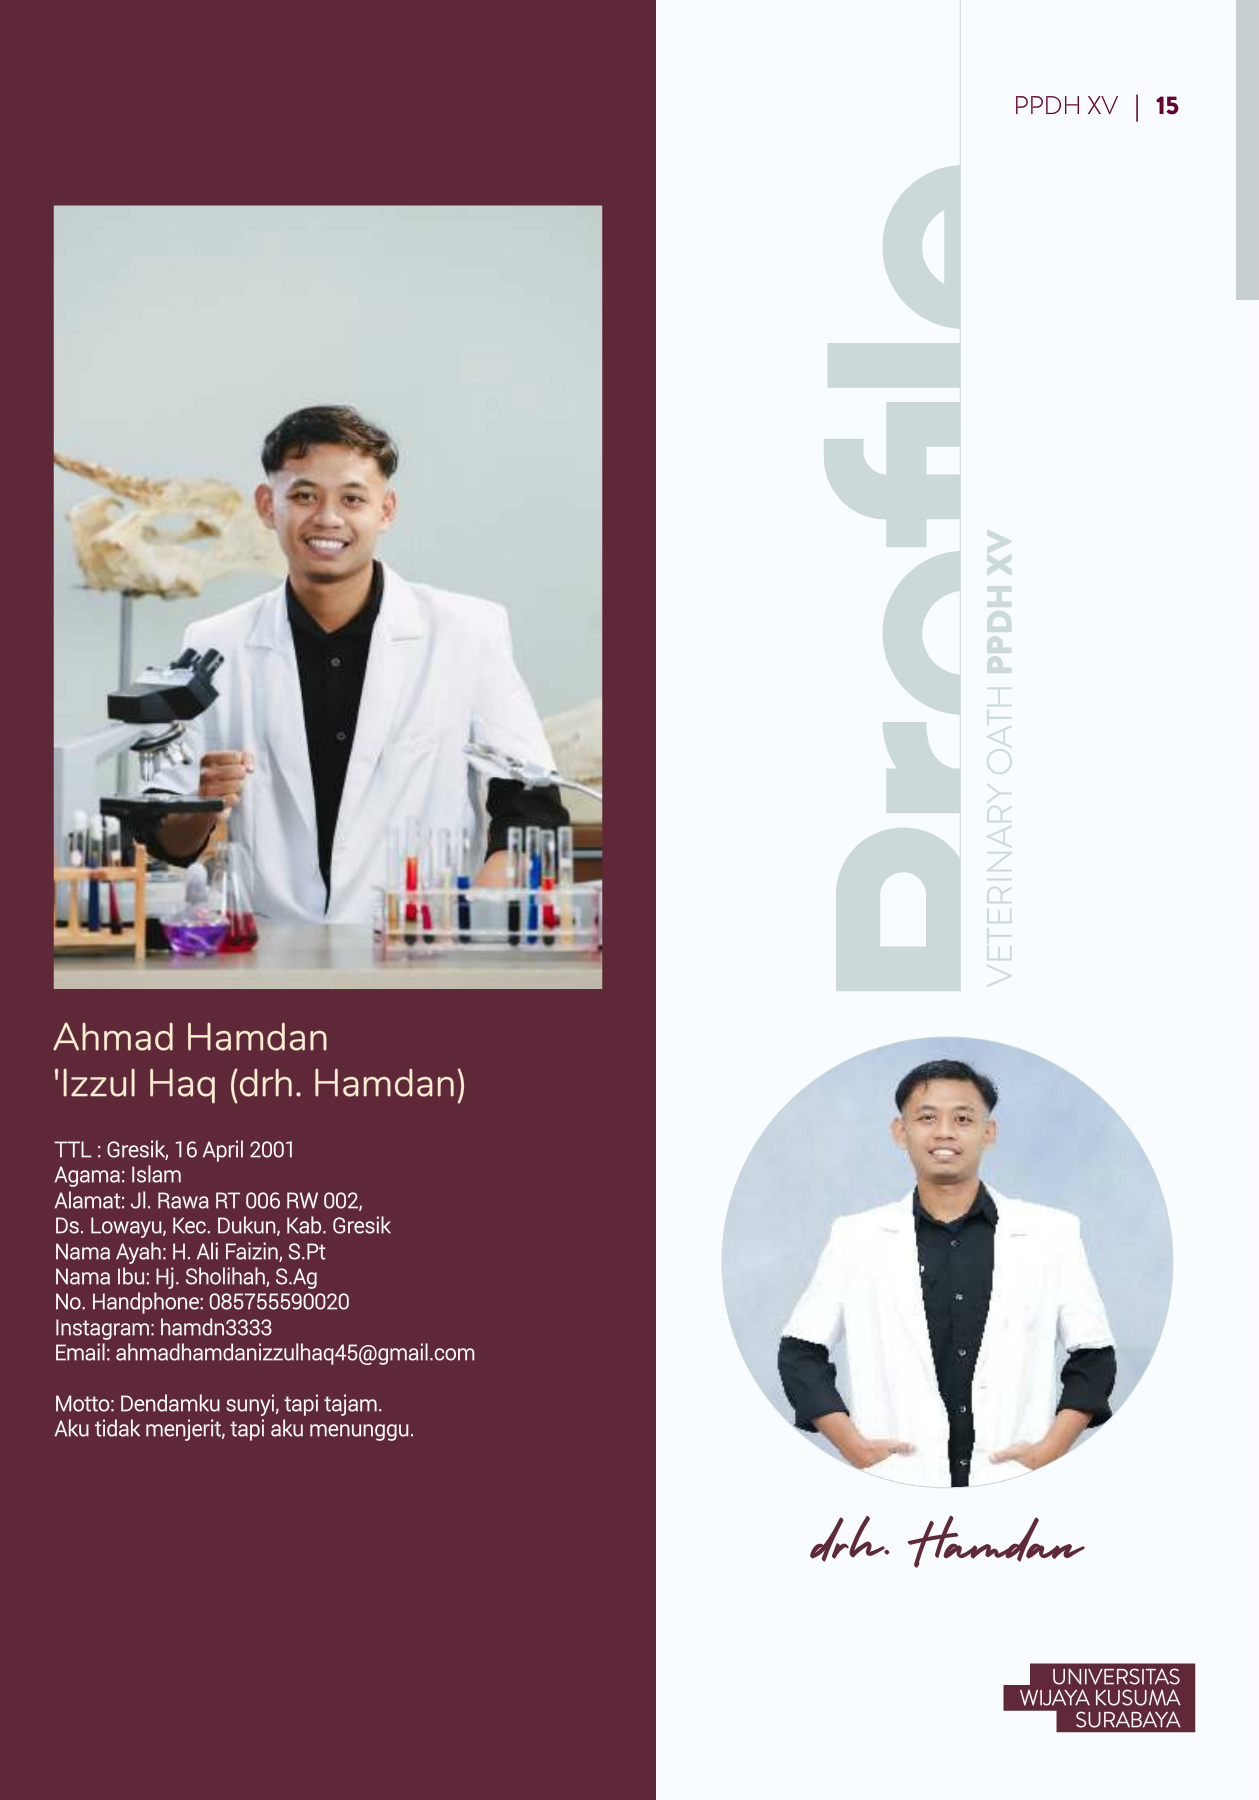 PPDH XV | 15
Profile
VETERINARY OATH PPDH XV
Ahmad Hamdan
'Izzul Haq (drh. Hamdan)
TTL : Gresik, 16 April 2001
Agama: Islam
Alamat: Jl. Rawa RT 006 RW 002,
Ds. Lowayu, Kec. Dukun, Kab. Gresik
Nama Ayah: H. Ali Faizin, S.Pt
Nama Ibu: Hj. Sholihah, S.Ag
No. Handphone: 085755590020
Instagram: hamdn3333
Email: ahmadhamdanizzulhaq45@gmail.com
Motto: Dendamku sunyi, tapi tajam.
Aku tidak menjerit, tapi aku menunggu.
drh. Hamdan
UNIVERSITAS
WIJAYA KUSUMA
SURABAYA